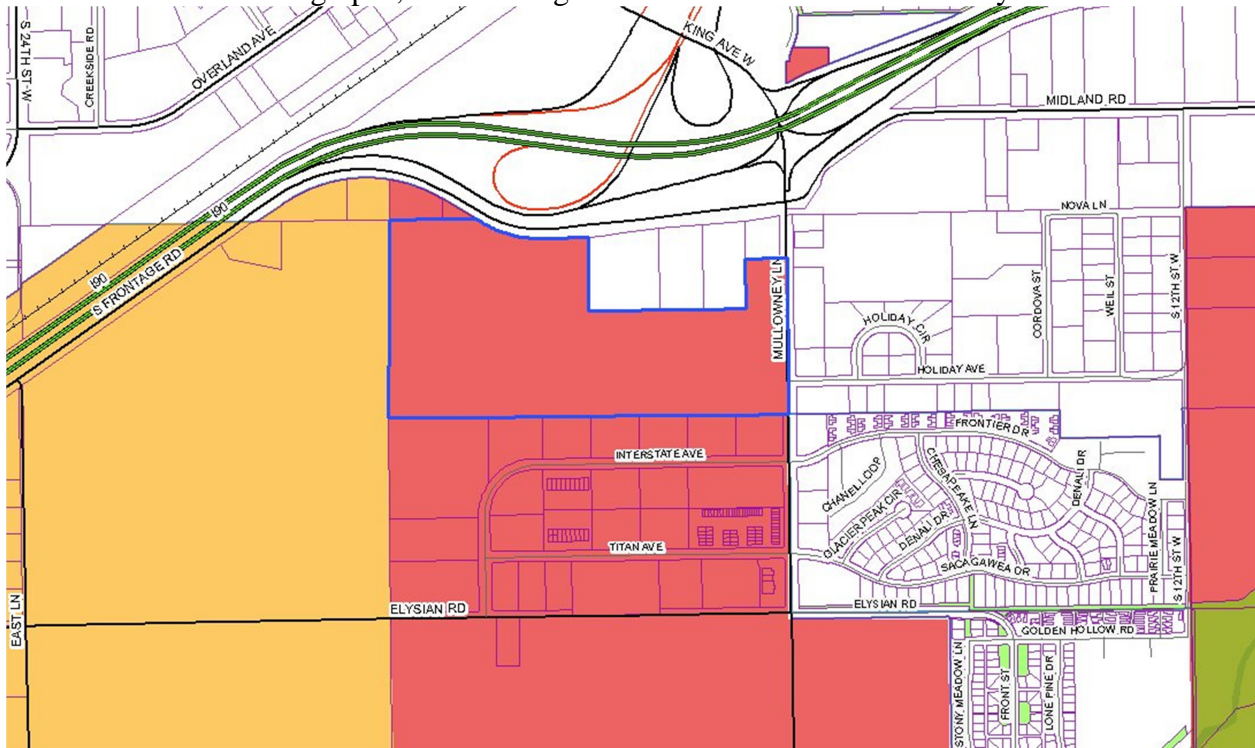 KING AVE W
S 24TH ST W
CREEKSIDE RD
OVERLAND AVE
MIDLAND RD
I90
I90
S FRONTAGE RD
NOVA LN
CORDOVA ST
WEIL ST
S 12TH ST W
MULLOWNEY LN
HOLIDAY CIR
HOLIDAY AVE
FRONTIER DR
INTERSTATE AVE
CHANEL LOOP
CHESAPEAKE LN
DENALI DR
GLACIER PEAK CIR
DENALI DR
PRAIRIE MEADOW LN
TITAN AVE
SACAGAWEA DR
S 12TH ST W
EAST LN
ELYSIAN RD
ELYSIAN RD
GOLDEN HOLLOW RD
STONY MEADOW LN
FRONT ST
LONE PINE DR